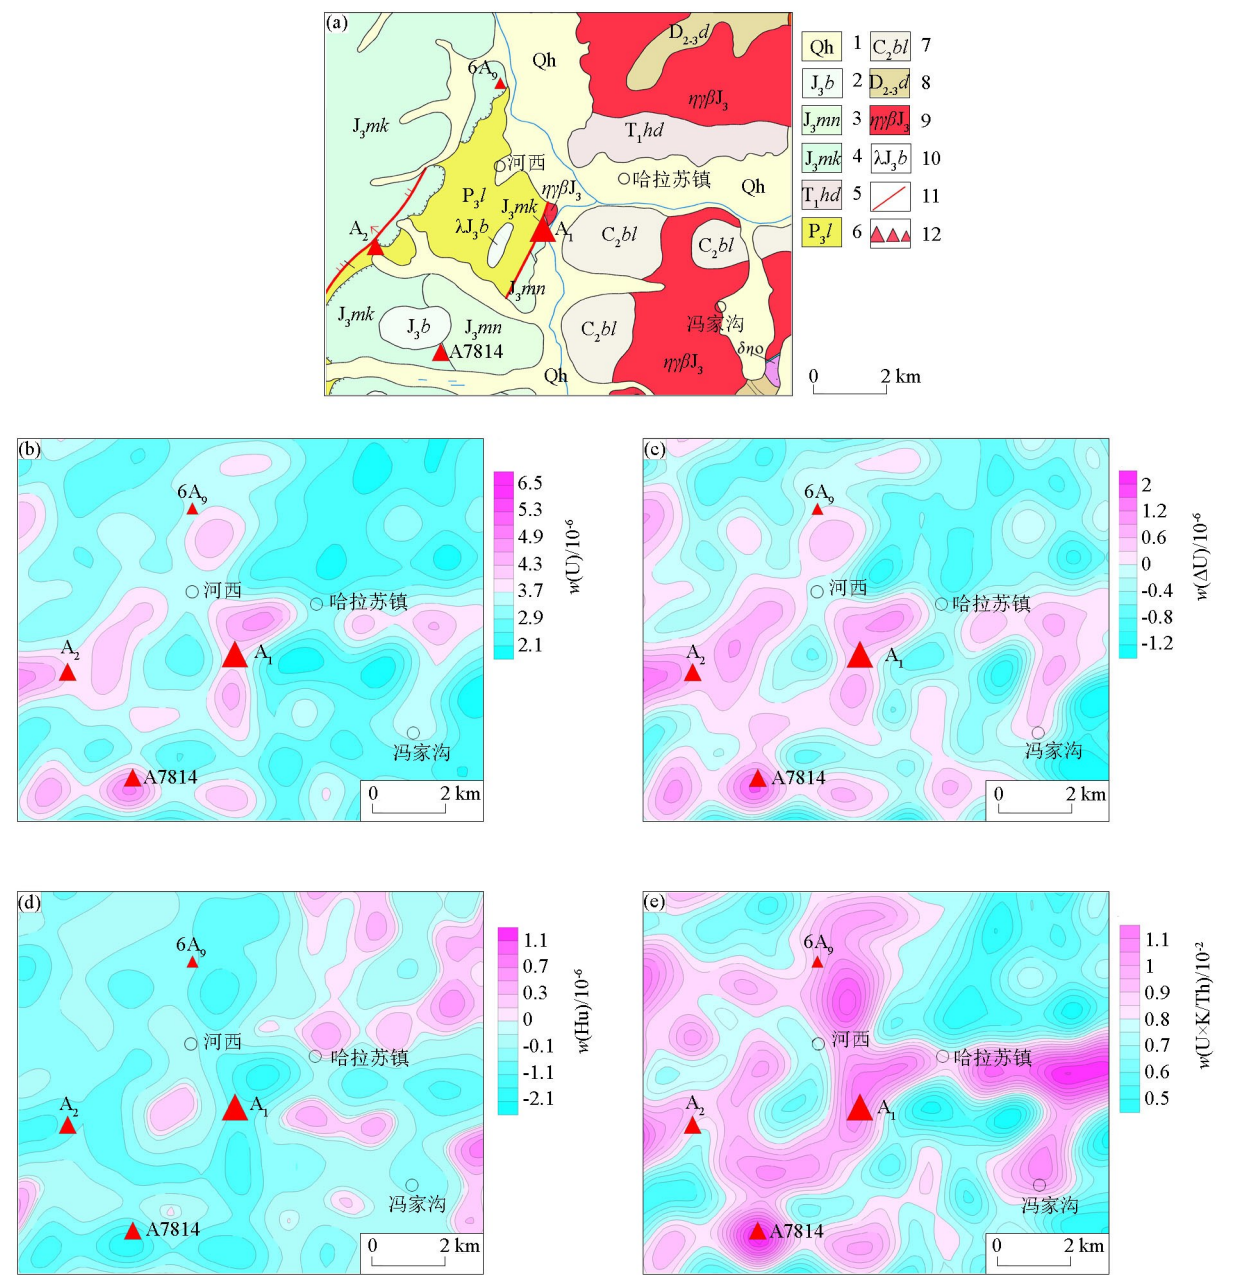 (a)
D₂₋₃d
Qh
6A₉
ηγβJ₃
J₃mk
T₁hd
河西
哈拉苏镇
Qh
P₃l
ηγβJ₃
J₃mk
λJ₃b
A₁
A₂
C₂bl
C₂bl
J₃mn
J₃mk
J₃b
J₃mn
C₂bl
冯家沟
A7814
δηο
ηγβJ₃
Qh
Qh 1
J₃b 2
J₃mn 3
J₃mk 4
T₁hd 5
P₃l 6
C₂bl 7
D₂₋₃d 8
ηγβJ₃ 9
λJ₃b 10
11
12
0 2 km
(b)
6A₉
河西
哈拉苏镇
A₂
A₁
冯家沟
A7814
0 2 km
6.5
5.3
4.9
4.3
3.7
2.9
2.1
w(U)/10⁻⁶
(c)
6A₉
河西
哈拉苏镇
A₂
A₁
冯家沟
A7814
0 2 km
2
1.2
0.6
0
-0.4
-0.8
-1.2
w(ΔU)/10⁻⁶
(d)
6A₉
河西
哈拉苏镇
A₂
A₁
冯家沟
A7814
0 2 km
1.1
0.7
0.3
0
-0.1
-1.1
-2.1
w(Hu)/10⁻⁶
(e)
6A₉
河西
哈拉苏镇
A₂
A₁
冯家沟
A7814
0 2 km
1.1
1
0.9
0.8
0.7
0.6
0.5
w(U×K/Th)/10⁻²